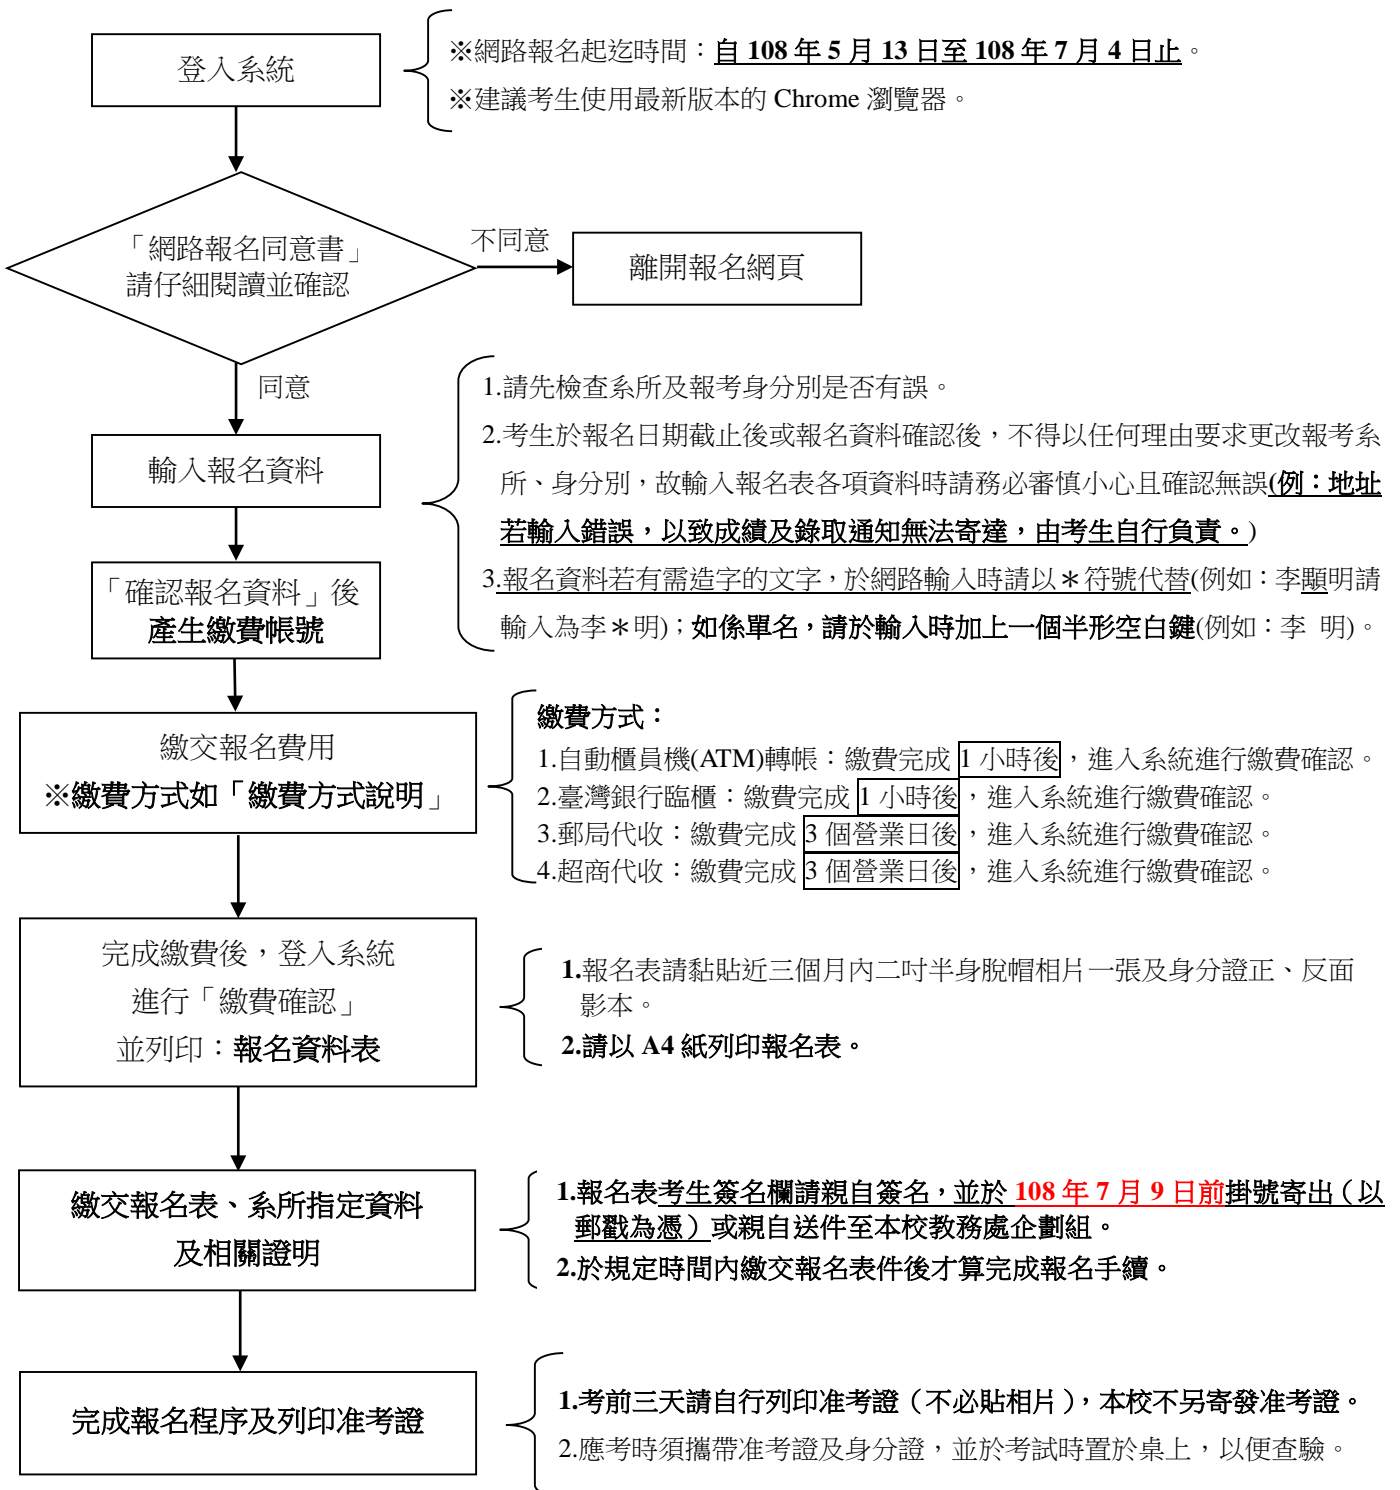 登入系統
※網路報名起迄時間：自 108 年 5 月 13 日至 108 年 7 月 4 日止。
※建議考生使用最新版本的 Chrome 瀏覽器。
「網路報名同意書」
請仔細閱讀並確認
不同意
離開報名網頁
同意
輸入報名資料
1.請先檢查系所及報考身分別是否有誤。
2.考生於報名日期截止後或報名資料確認後，不得以任何理由要求更改報考系
所、身分別，故輸入報名表各項資料時請務必審慎小心且確認無誤(例：地址
若輸入錯誤，以致成績及錄取通知無法寄達，由考生自行負責。)
3.報名資料若有需造字的文字，於網路輸入時請以＊符號代替(例如：李顯明請
輸入為李＊明)；如係單名，請於輸入時加上一個半形空白鍵(例如：李 明)。
「確認報名資料」後
產生繳費帳號
繳交報名費用
※繳費方式如「繳費方式說明」
繳費方式：
1.自動櫃員機(ATM)轉帳：繳費完成 1 小時後，進入系統進行繳費確認。
2.臺灣銀行臨櫃：繳費完成 1 小時後，進入系統進行繳費確認。
3.郵局代收：繳費完成 3 個營業日後，進入系統進行繳費確認。
4.超商代收：繳費完成 3 個營業日後，進入系統進行繳費確認。
完成繳費後，登入系統
進行「繳費確認」
並列印：報名資料表
1.報名表請黏貼近三個月內二吋半身脫帽相片一張及身分證正、反面
影本。
2.請以 A4 紙列印報名表。
繳交報名表、系所指定資料
及相關證明
1.報名表考生簽名欄請親自簽名，並於 108 年 7 月 9 日前掛號寄出（以
郵戳為憑）或親自送件至本校教務處企劃組。
2.於規定時間內繳交報名表件後才算完成報名手續。
完成報名程序及列印准考證
1.考前三天請自行列印准考證（不必貼相片），本校不另寄發准考證。
2.應考時須攜帶准考證及身分證，並於考試時置於桌上，以便查驗。